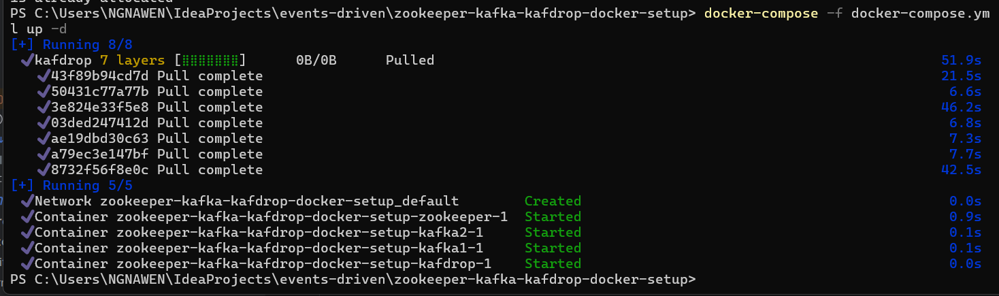 is already allocated
PS C:\Users\NGNAWEN\IdeaProjects\events-driven\zookeeper-kafka-kafdrop-docker-setup> docker-compose -f docker-compose.ym
l up -d
[+] Running 8/8
✔kafdrop 7 layers [⣿⣿⣿⣿⣿⣿⣿] 0B/0B Pulled 51.9s
✔43f89b94cd7d Pull complete 21.5s
✔50431c77a77b Pull complete 6.6s
✔3e824e33f5e8 Pull complete 46.2s
✔03ded247412d Pull complete 6.8s
✔ae19dbd30c63 Pull complete 7.3s
✔a79ec3e147bf Pull complete 7.7s
✔8732f56f8e0c Pull complete 42.5s
[+] Running 5/5
✔Network zookeeper-kafka-kafdrop-docker-setup_default Created 0.0s
✔Container zookeeper-kafka-kafdrop-docker-setup-zookeeper-1 Started 0.9s
✔Container zookeeper-kafka-kafdrop-docker-setup-kafka2-1 Started 0.1s
✔Container zookeeper-kafka-kafdrop-docker-setup-kafka1-1 Started 0.1s
✔Container zookeeper-kafka-kafdrop-docker-setup-kafdrop-1 Started 0.0s
PS C:\Users\NGNAWEN\IdeaProjects\events-driven\zookeeper-kafka-kafdrop-docker-setup>